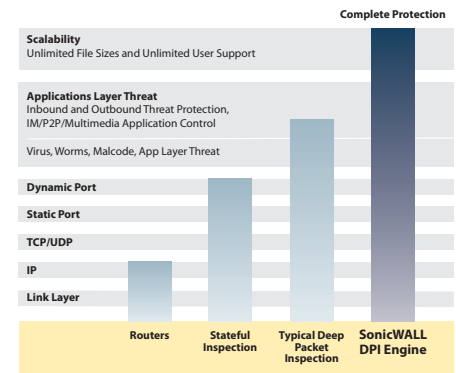 Complete Protection
Scalability
Unlimited File Sizes and Unlimited User Support
Applications Layer Threat
Inbound and Outbound Threat Protection,
IM/P2P/Multimedia Application Control
Virus, Worms, Malcode, App Layer Threat
Dynamic Port
Static Port
TCP/UDP
IP
Link Layer
Routers
Stateful
Inspection
Typical Deep
Packet
Inspection
SonicWALL
DPI Engine